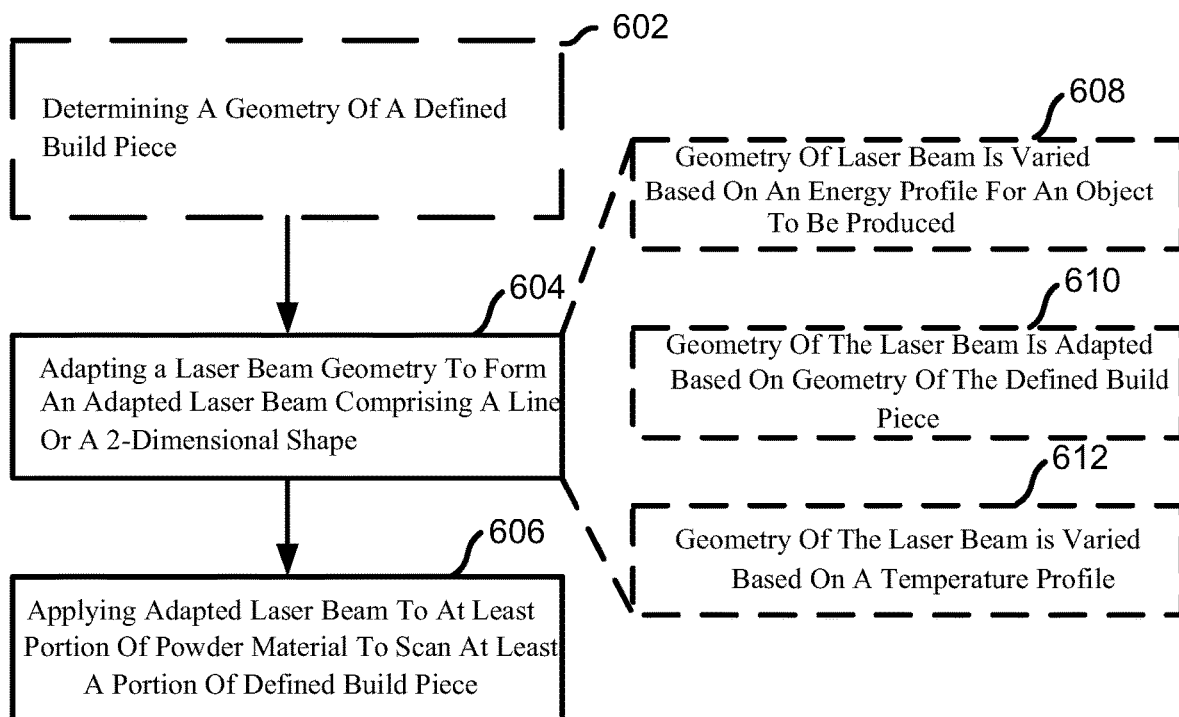 602
Determining A Geometry Of A Defined
Build Piece
604
Adapting a Laser Beam Geometry To Form
An Adapted Laser Beam Comprising A Line
Or A 2-Dimensional Shape
606
Applying Adapted Laser Beam To At Least
Portion Of Powder Material To Scan At Least
A Portion Of Defined Build Piece
608
Geometry Of Laser Beam Is Varied
Based On An Energy Profile For An Object
To Be Produced
610
Geometry Of The Laser Beam Is Adapted
Based On Geometry Of The Defined Build
Piece
612
Geometry Of The Laser Beam is Varied
Based On A Temperature Profile